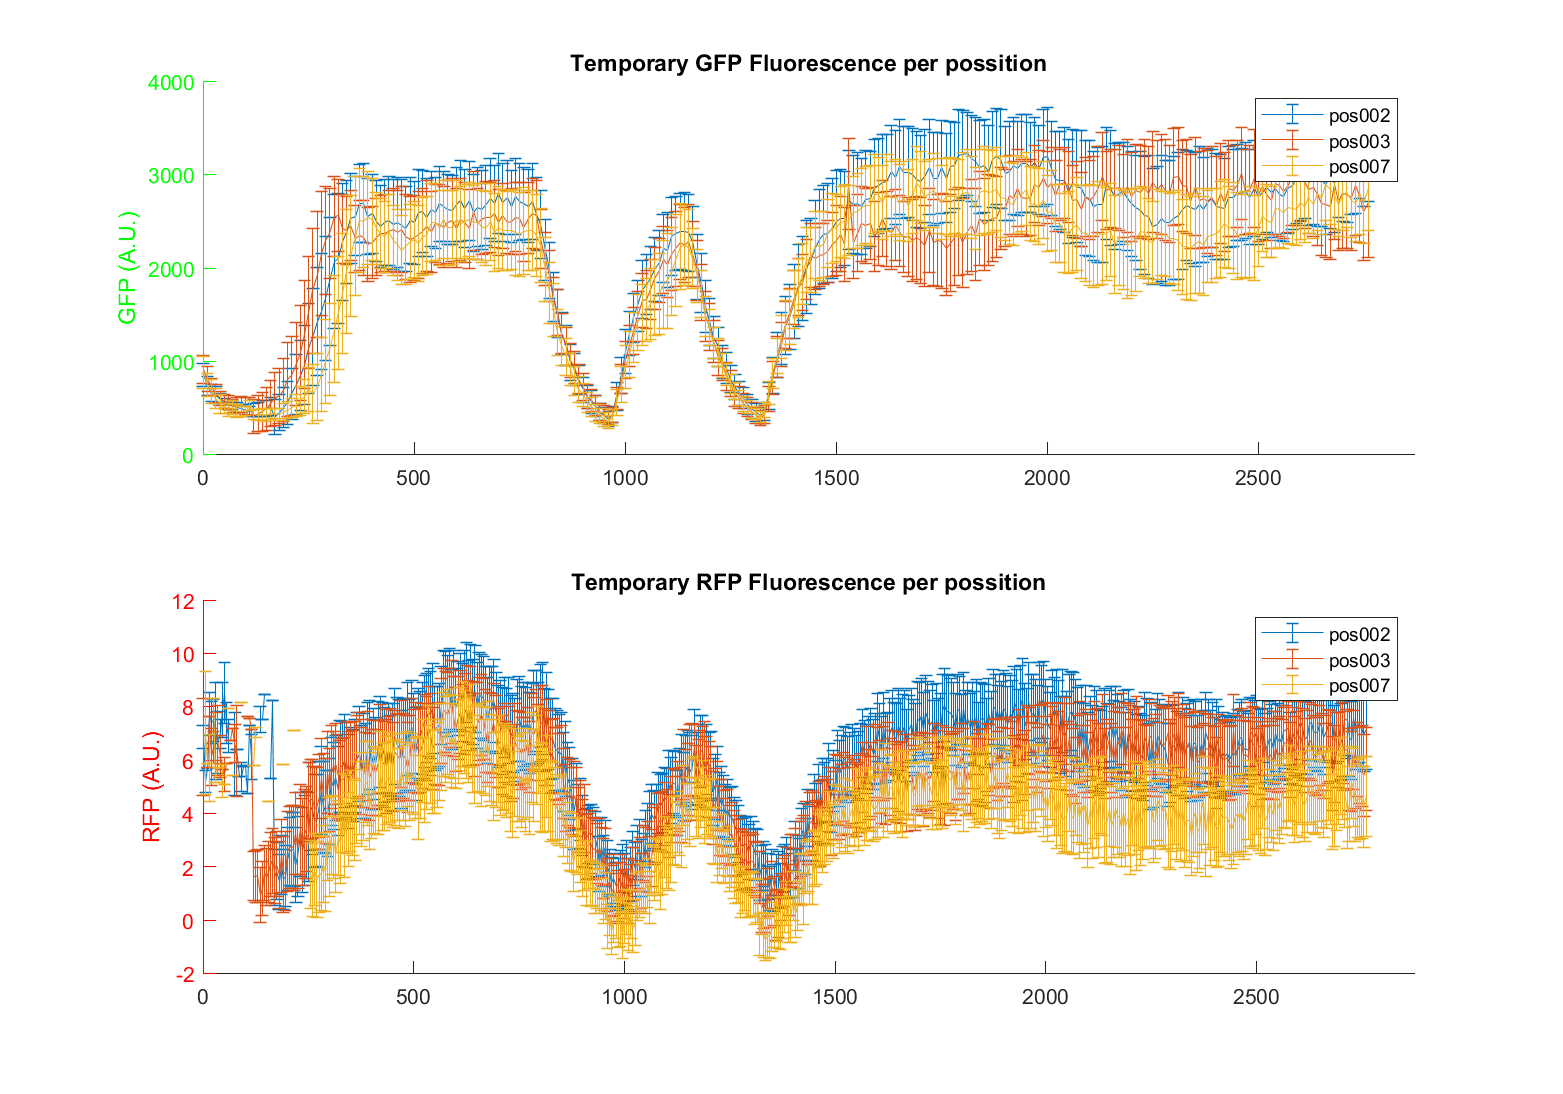 Temporary GFP Fluorescence per possition
4000
3000
2000
1000
0
GFP (A.U.)
0 500 1000 1500 2000 2500
pos002
pos003
pos007
Temporary RFP Fluorescence per possition
12
10
8
6
4
2
0
-2
RFP (A.U.)
0 500 1000 1500 2000 2500
pos002
pos003
pos007